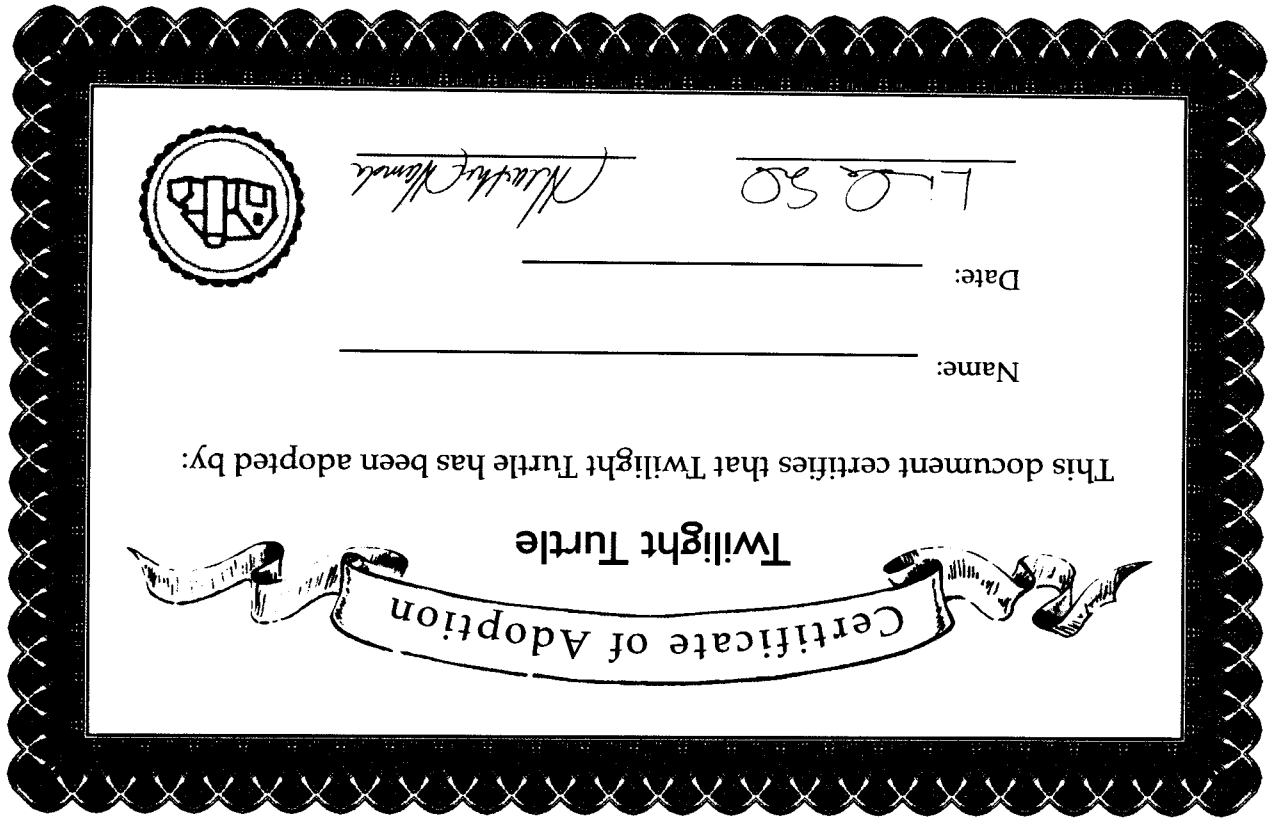 Certificate of Adoption
Twilight Turtle
This document certifies that Twilight Turtle has been adopted by:
Name:
Date: